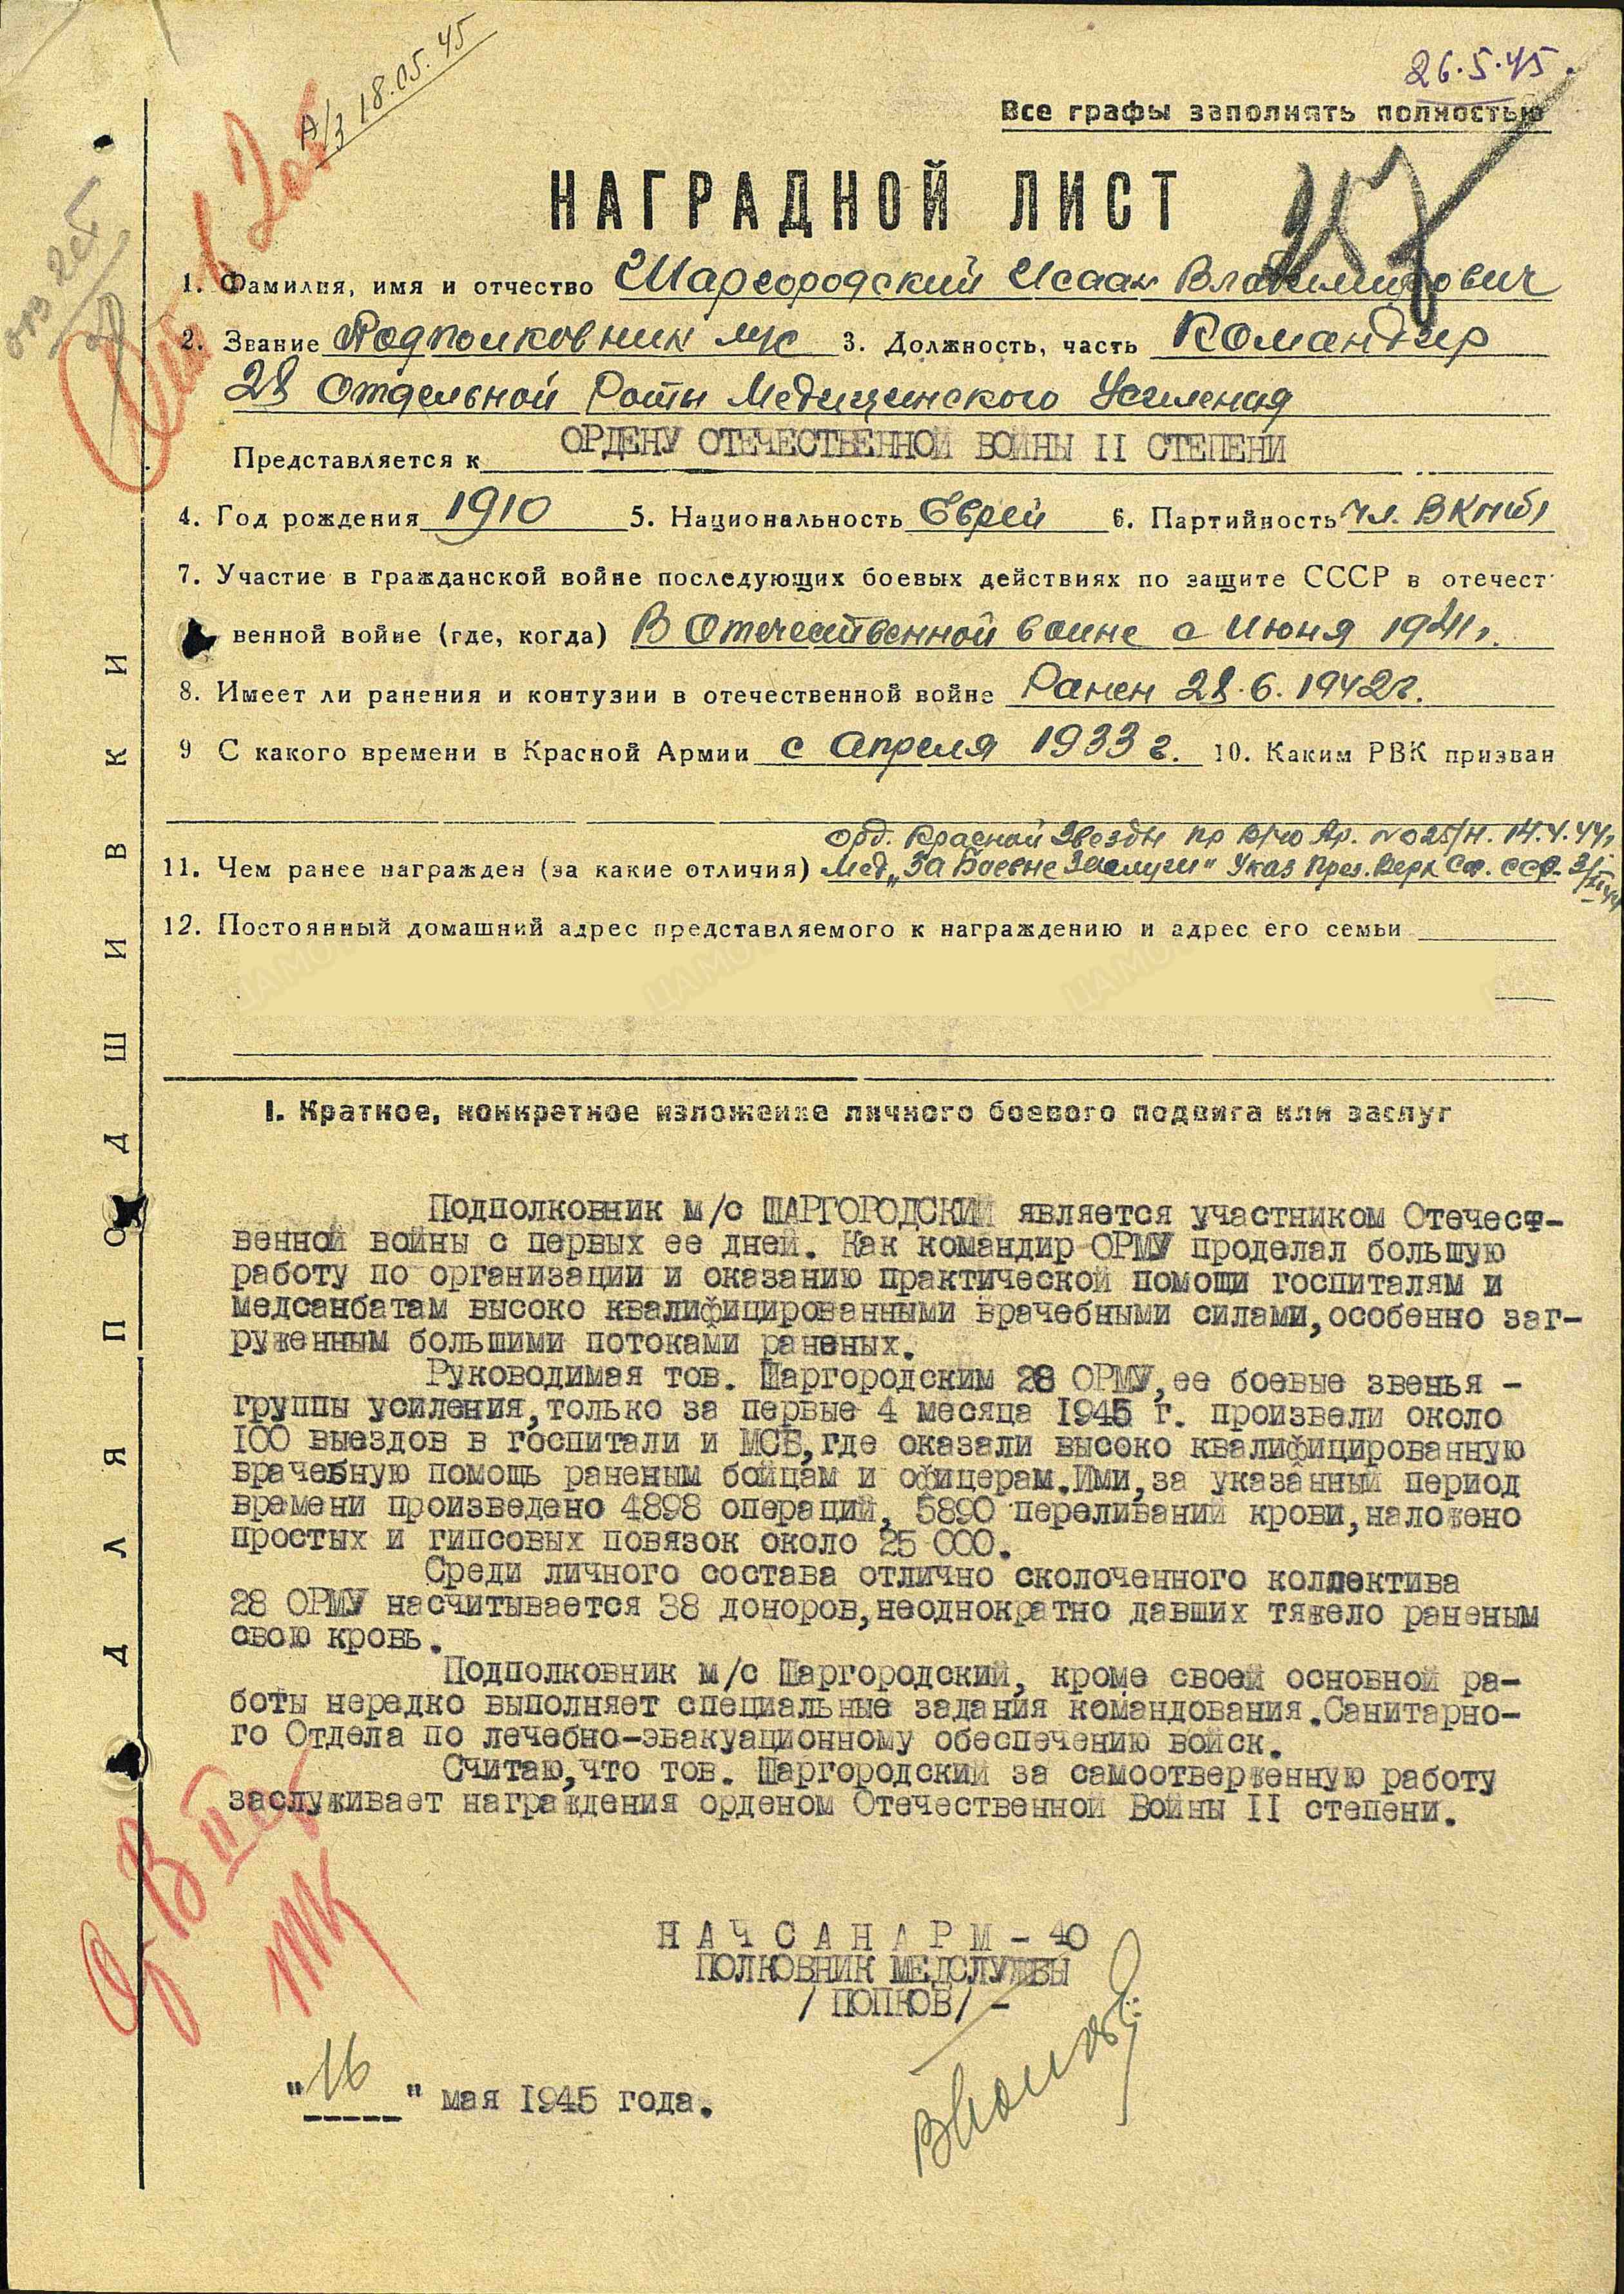 А/з 18.05.45
26.5.45.
Все графы заполнять полностью
НАГРАДНОЙ ЛИСТ
1. Фамилия, имя и отчество Шаргородский Исаак Владимирович
2. Звание Подполковник м/с 3. Должность, часть Командир
28 Отдельной Роты Медицинского Усиления
Представляется к ОРДЕНУ ОТЕЧЕСТВЕННОЙ ВОЙНЫ II СТЕПЕНИ
4. Год рождения 1910 5. Национальность Еврей 6. Партийность чл. ВКП(б)
7. Участие в гражданской войне последующих боевых действиях по защите СССР в отечест
венной войне (где, когда) В Отечественной воине с Июня 1941г.
8. Имеет ли ранения и контузии в отечественной войне Ранен 28.6.1942г.
9 С какого времени в Красной Армии с Апреля 1933 г. 10. Каким РВК призван
Орд. Красной Звезды пр в/40 Ар. №025/н.
11. Чем ранее награжден (за какие отличия) Мед. „За Боевые Заслуги" Указ През. Верх. Сов. ССР.
12. Постоянный домашний адрес представляемого к награждению и адрес его семьи
I. Краткое, конкретное изложение личного боевого подвига или заслуг
Подполковник м/с ШАРГОРОДСКИЙ является участником Отечест-
венной войны с первых ее дней. Как командир ОРМУ проделал большую
работу по организации и оказанию практической помощи госпиталям и
медсанбатам высоко квалифицированными врачебными силами, особенно заг-
руженным большими потоками раненых.
Руководимая тов. Шаргородским 28 ОРМУ, ее боевые звенья -
группы усиления, только за первые 4 месяца 1945 г. произвели около
100 выездов в госпитали и МСБ, где оказали высоко квалифицированную
врачебную помощь раненым бойцам и офицерам. Ими, за указанный период
времени произведено 4898 операций, 5890 переливаний крови, наложено
простых и гипсовых повязок около 25 000.
Среди личного состава отлично сколоченного коллектива
28 ОРМУ насчитывается 38 доноров, неоднократно давших тяжело раненым
свою кровь.
Подполковник м/с Шаргородский, кроме своей основной ра-
боты нередко выполняет специальные задания командования. Санитарно-
го Отдела по лечебно-эвакуационному обеспечению войск.
Считаю, что тов. Шаргородский за самоотверженную работу
заслуживает награждения орденом Отечественной Войны II степени.
НАЧСАНАРМ - 40
ПОЛКОВНИК МЕДСЛУЖБЫ
/ ПОПКОВ/ -
"16" мая 1945 года.
ДЛЯ ПОДШИВКИ